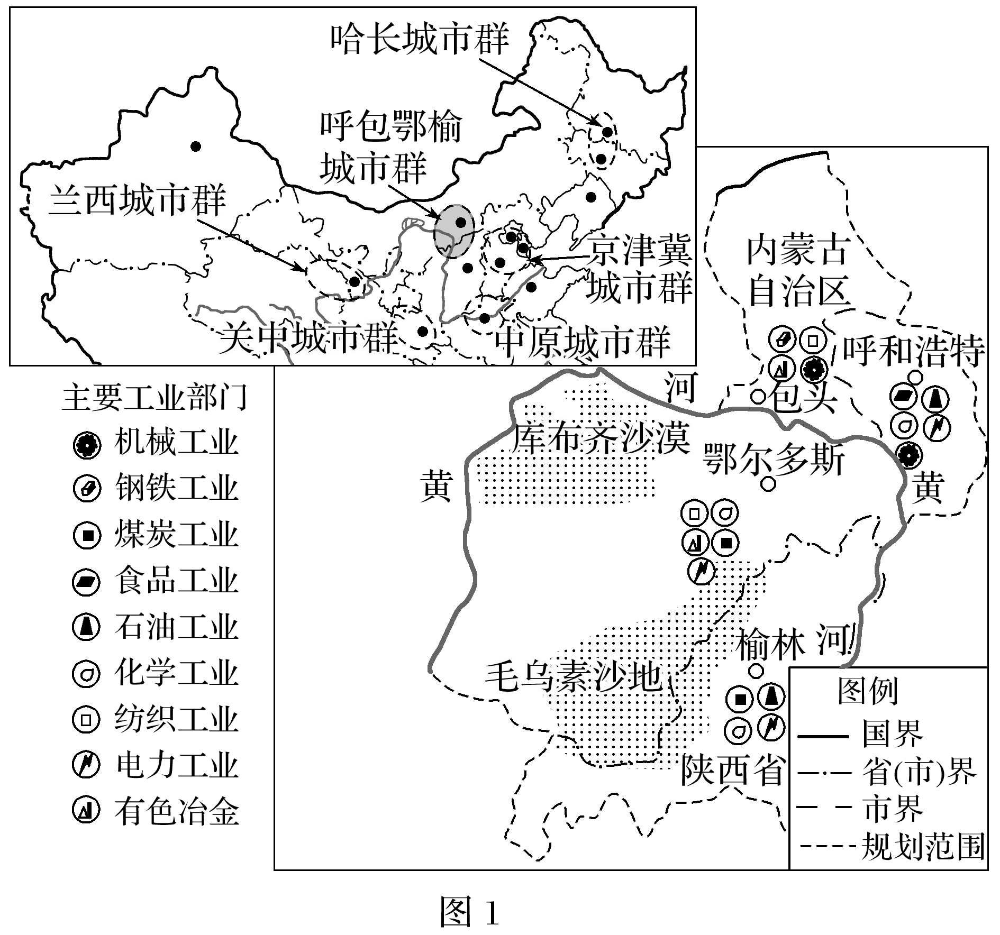 哈长城市群
呼包鄂榆
城市群
兰西城市群
京津冀
城市群
关中城市群
中原城市群
内蒙古
自治区
呼和浩特
包头
河
库布齐沙漠
鄂尔多斯
黄
黄
榆林
河
毛乌素沙地
陕西省
主要工业部门
机械工业
钢铁工业
煤炭工业
食品工业
石油工业
化学工业
纺织工业
电力工业
有色冶金
图例
国界
省(市)界
市界
规划范围
图 1